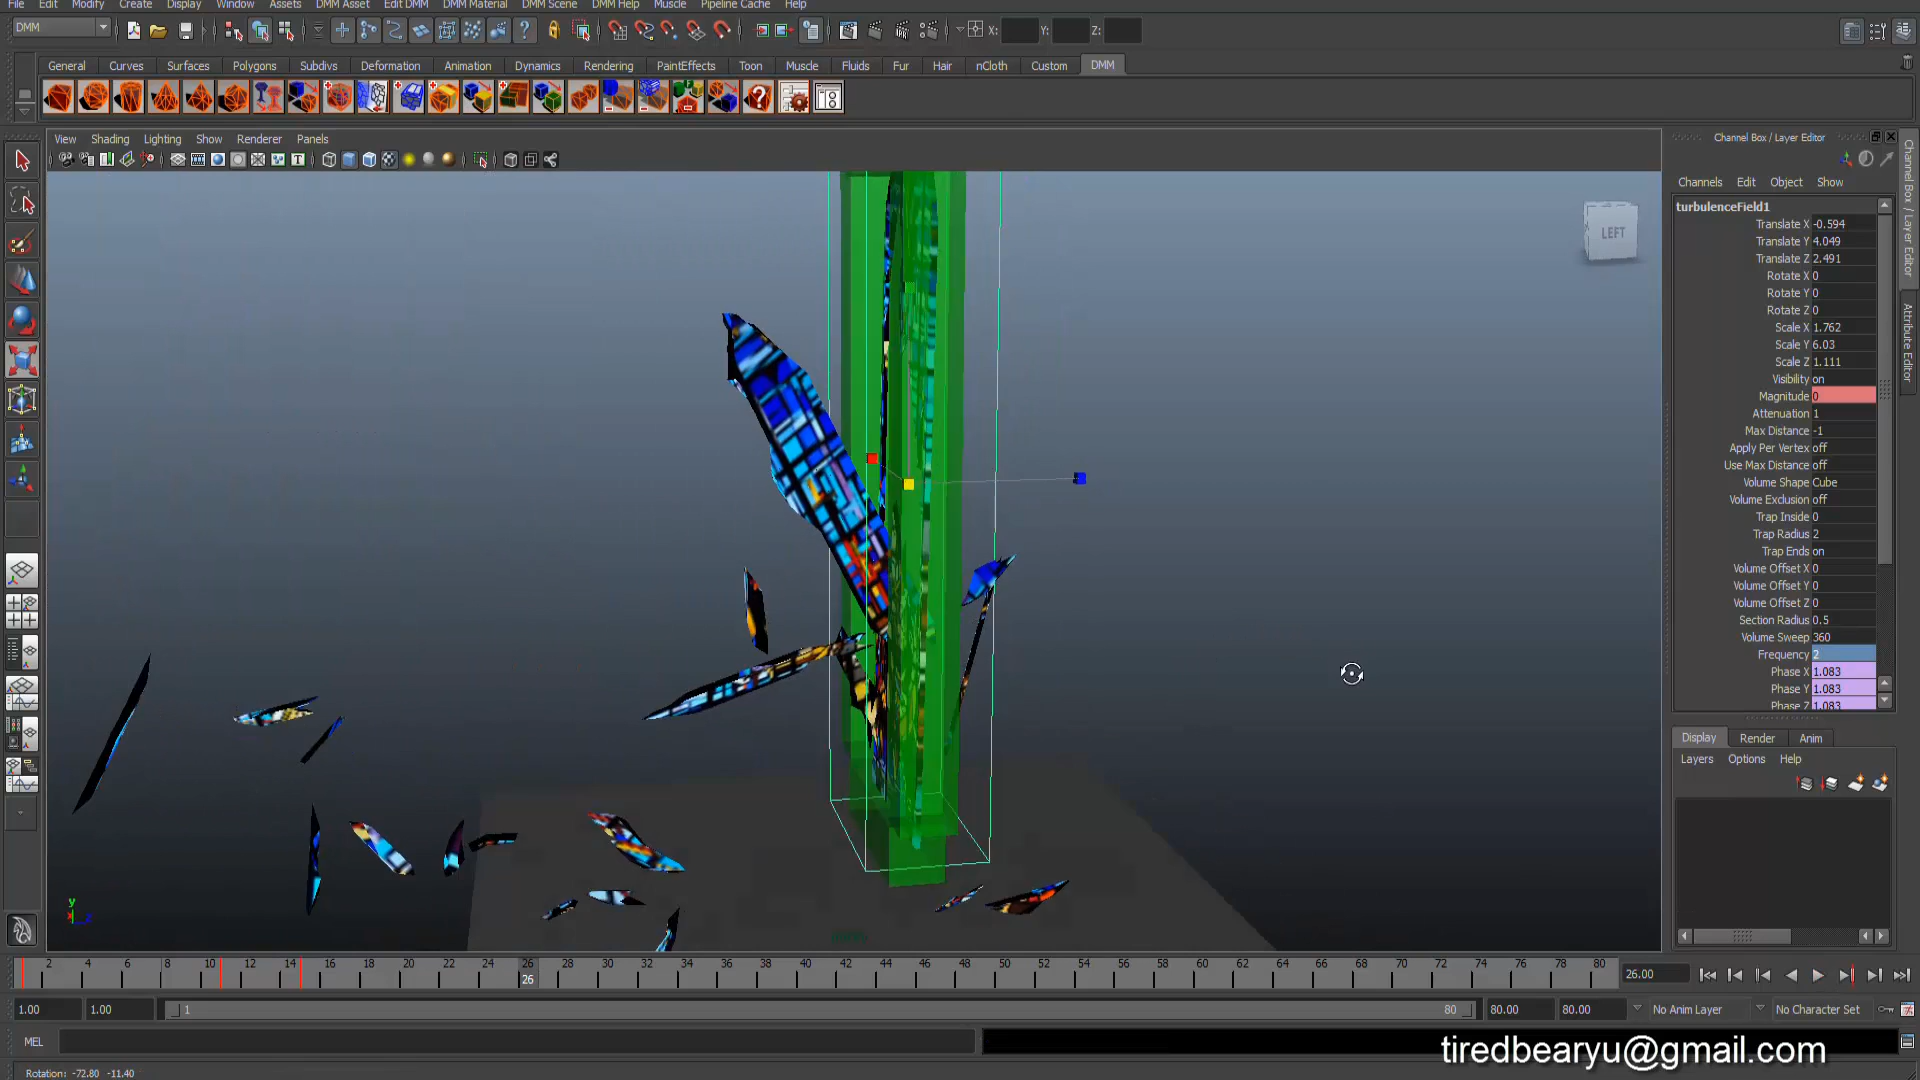 File Edit Modify Create Display Window Assets DMM Asset Edit DMM DMM Material DMM Scene DMM Help Muscle Pipeline Cache Help
DMM X: Y: Z:
General Curves Surfaces Subdivs Polygons Deformation Animation Dynamics Rendering PaintEffects Toon Muscle Fluids Fur Hair nCloth Custom DMM
View Shading Lighting Show Renderer Panels
Channel Box / Layer Editor
Channels Edit Object Show
turbulenceField1
Translate X -0.594
Translate Y 4.049
Translate Z 2.491
Rotate X 0
Rotate Y 0
Rotate Z 0
Scale X 1.762
Scale Y 6.03
Scale Z 1.111
Visibility on
Magnitude 0
Attenuation 1
Max Distance -1
Apply Per Vertex off
Use Max Distance off
Volume Shape Cube
Volume Exclusion off
Trap Inside 0
Trap Radius 2
Trap Ends on
Volume Offset X 0
Volume Offset Y 0
Volume Offset Z 0
Section Radius 0.5
Volume Sweep 360
Frequency 2
Phase X 1.083
Phase Y 1.083
Phase Z 1.083
Channel Box / Layer Editor
Attribute Editor
LEFT
Display Render Anim
Layers Options Help
y
x z
2 4 6 8 10 12 14 16 18 20 22 24 26 28 30 32 34 36 38 40 42 44 46 48 50 52 54 56 58 60 62 64 66 68 70 72 74 76 78 80
26
26.00
1.00 1.00 1 80 80.00 80.00 No Anim Layer No Character Set
MEL
tiredbearyu@gmail.com
Rotation: -72.80 -11.40